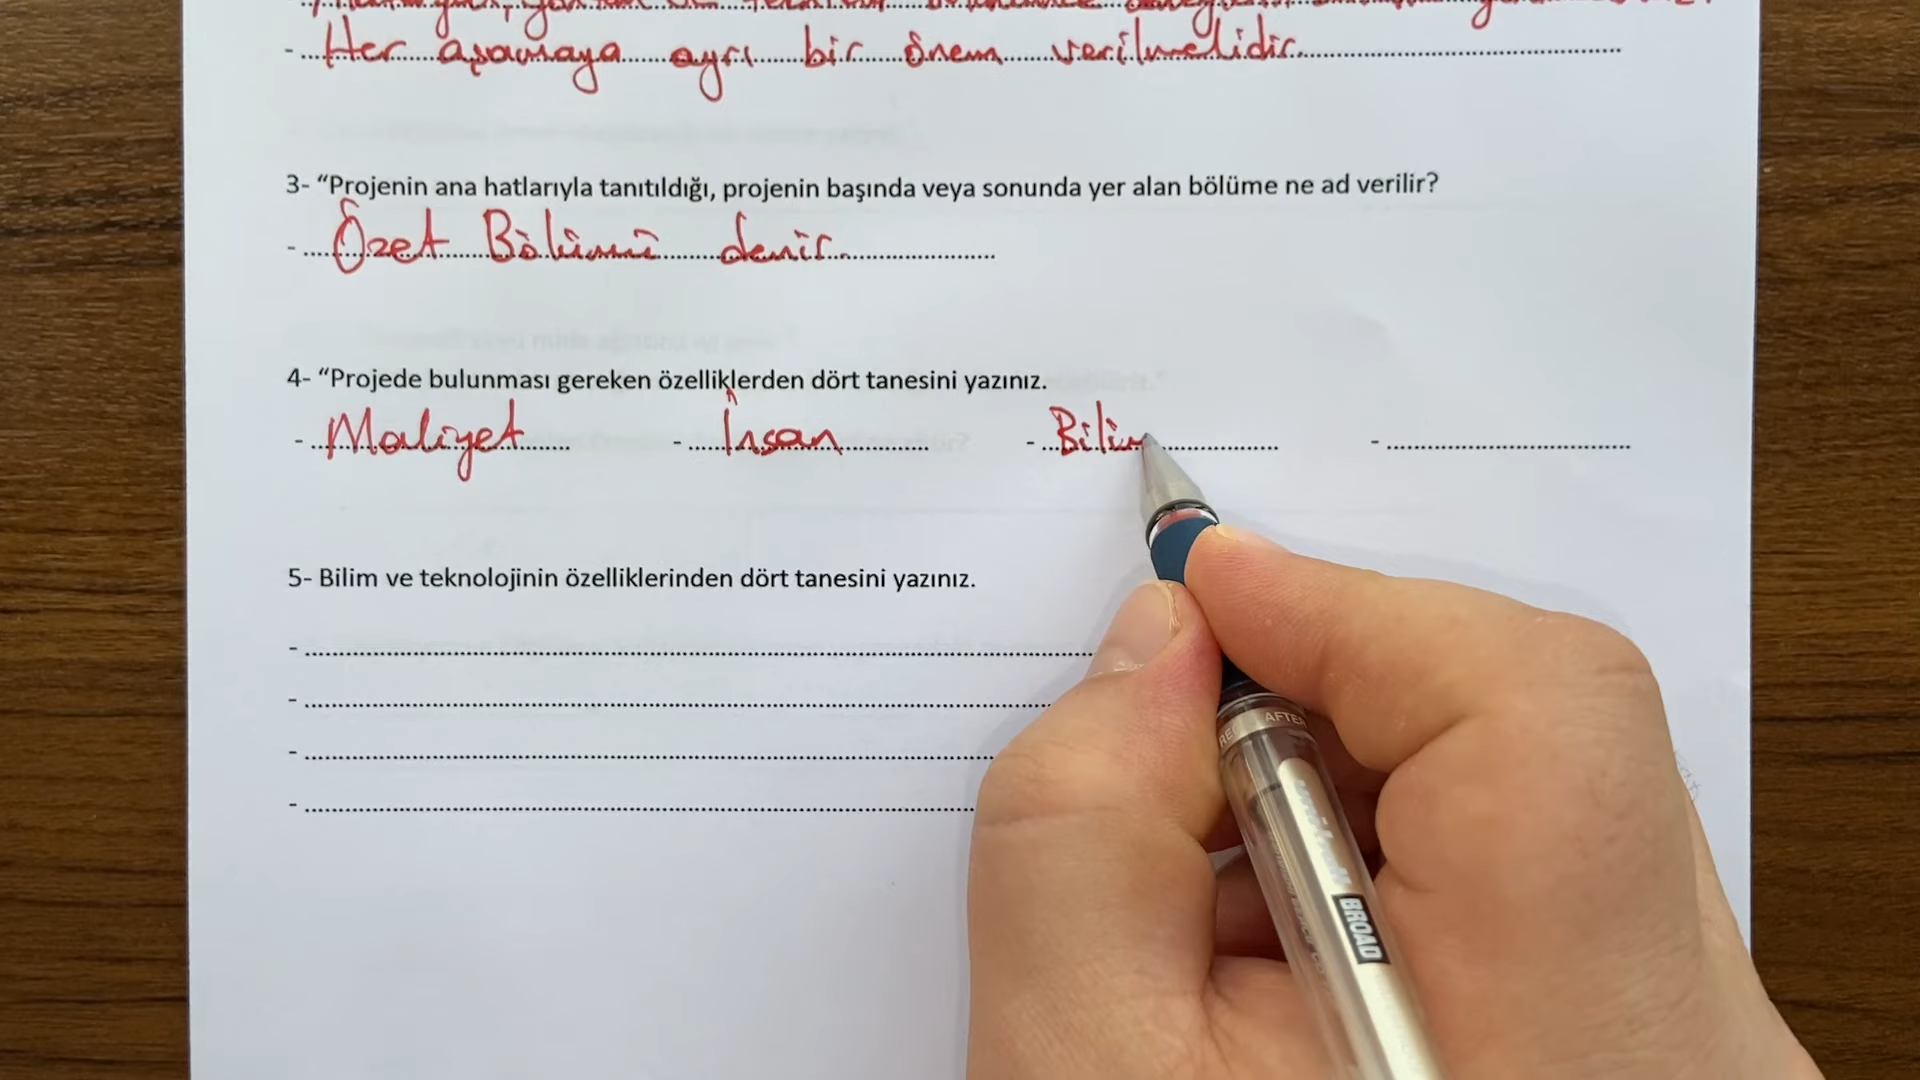 - Her aşamaya ayrı bir önem verilmelidir.
3- “Projenin ana hatlarıyla tanıtıldığı, projenin başında veya sonunda yer alan bölüme ne ad verilir?
- Özet Bölümü denir.
4- “Projede bulunması gereken özelliklerden dört tanesini yazınız.
- Maliyet - İnsan - Bilim -
5- Bilim ve teknolojinin özelliklerinden dört tanesini yazınız.
-
-
-
-
BROAD